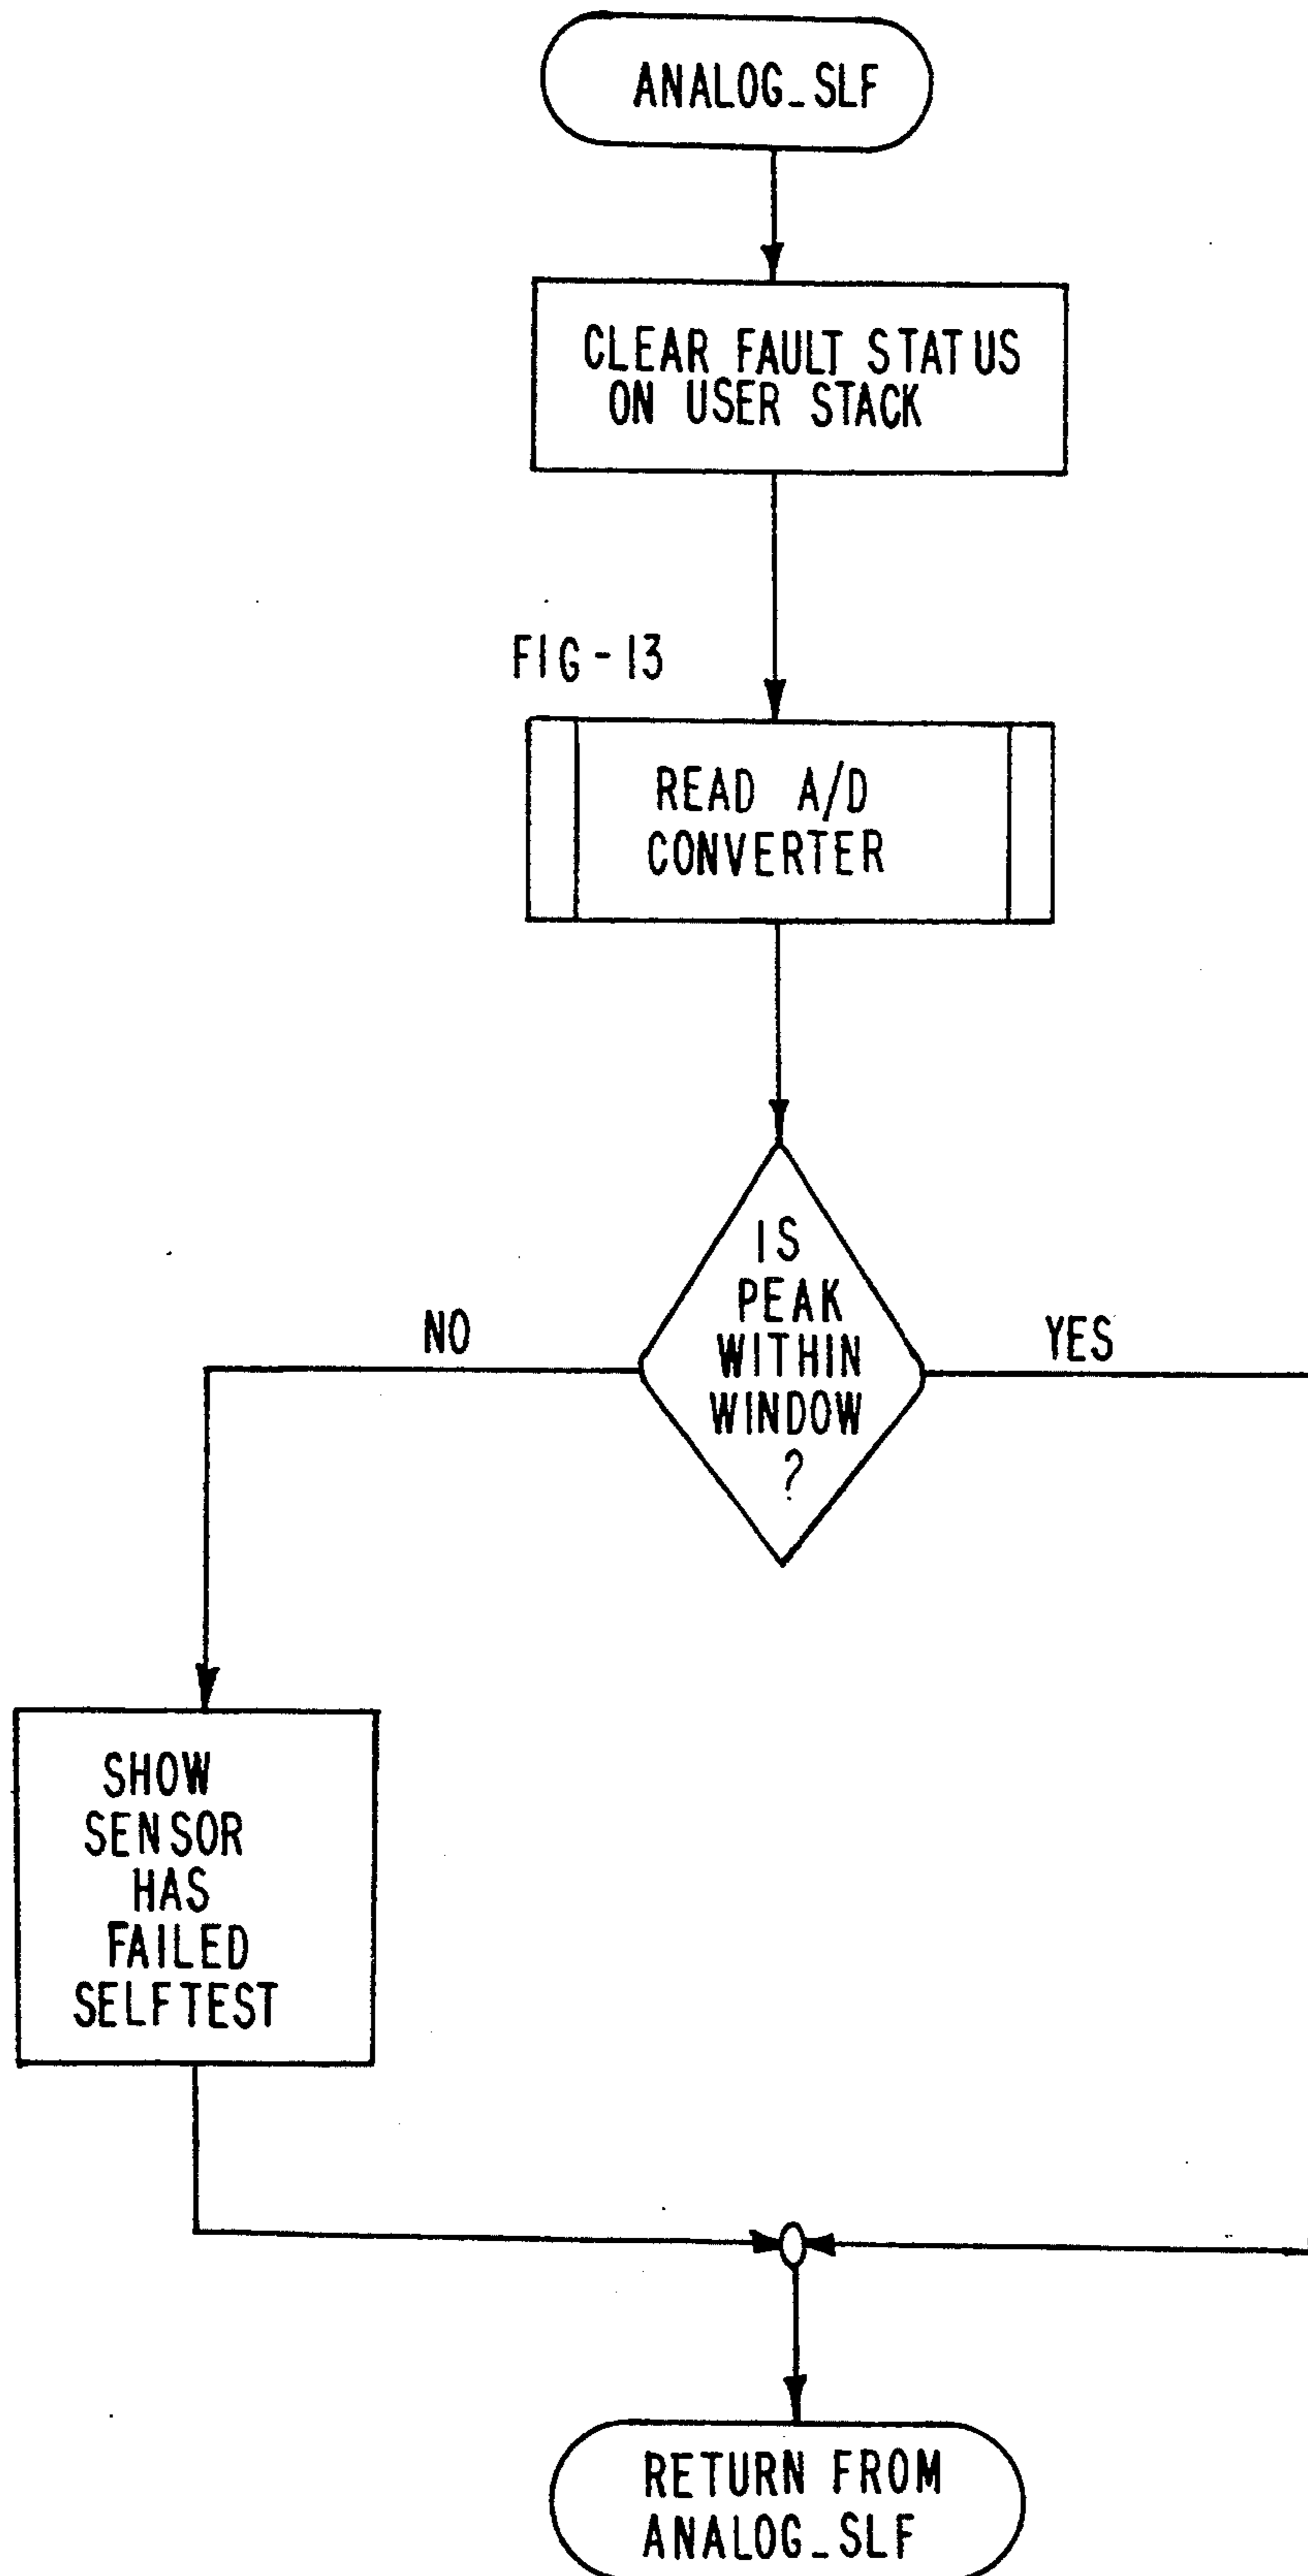 ANALOG_SLF
CLEAR FAULT STATUS
ON USER STACK
FIG-13
READ A/D
CONVERTER
IS
PEAK
WITHIN
WINDOW
?
NO
YES
SHOW
SENSOR
HAS
FAILED
SELFTEST
RETURN FROM
ANALOG_SLF